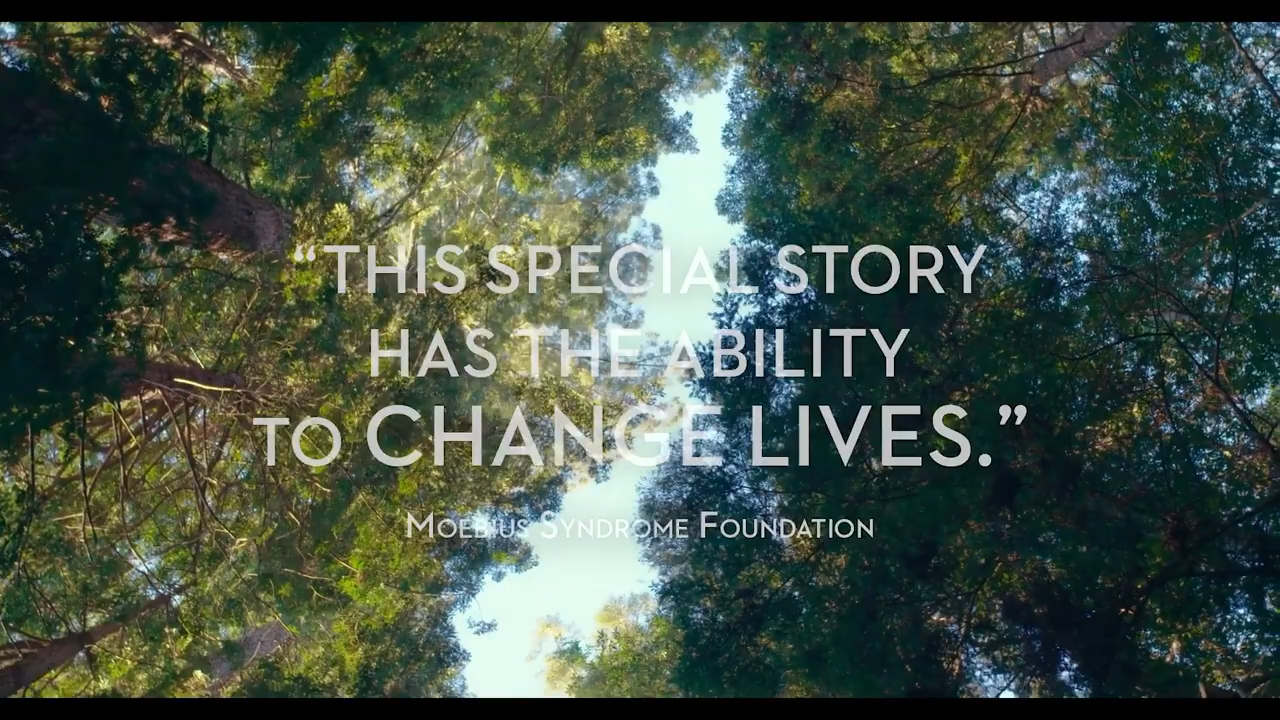 “THIS SPECIAL STORY
HAS THE ABILITY
TO CHANGE LIVES.”
MOEBIUS SYNDROME FOUNDATION